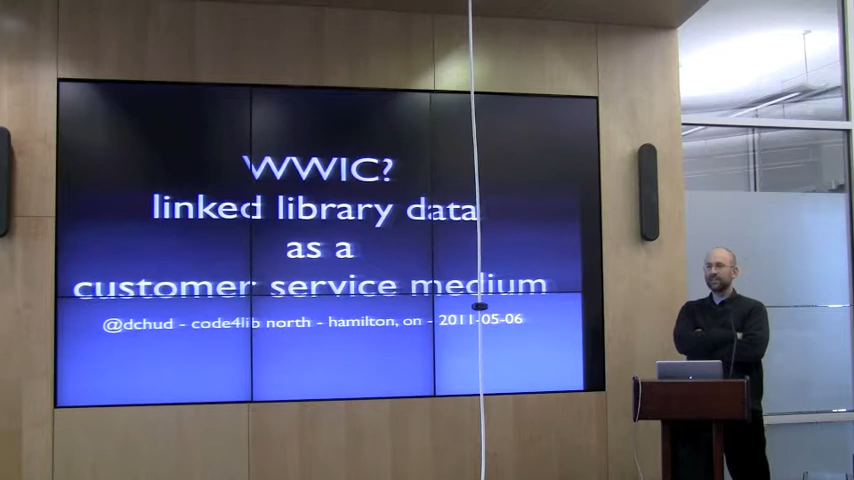 WWIC?
linked library data
as a
customer service medium
@dchud - code4lib north - hamilton, on - 2011-05-06